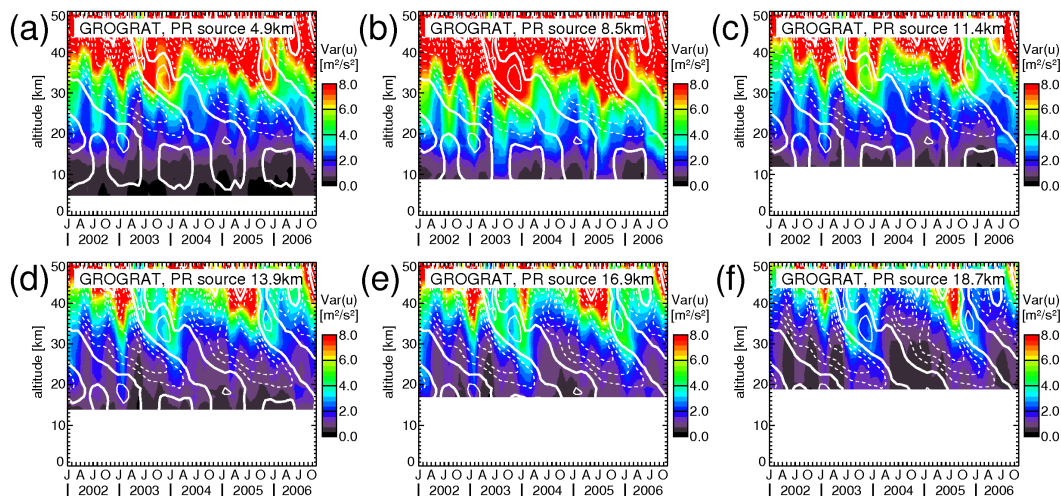 (a)
GROGRAT, PR source 4.9km
altitude [km]
50
40
30
20
10
0
J A J O J A J O J A J O J A J O J A J O
2002 2003 2004 2005 2006
Var(u)
[m²/s²]
8.0
6.0
4.0
2.0
0.0
(b)
GROGRAT, PR source 8.5km
altitude [km]
50
40
30
20
10
0
J A J O J A J O J A J O J A J O J A J O
2002 2003 2004 2005 2006
Var(u)
[m²/s²]
8.0
6.0
4.0
2.0
0.0
(c)
GROGRAT, PR source 11.4km
altitude [km]
50
40
30
20
10
0
J A J O J A J O J A J O J A J O J A J O
2002 2003 2004 2005 2006
Var(u)
[m²/s²]
8.0
6.0
4.0
2.0
0.0
(d)
GROGRAT, PR source 13.9km
altitude [km]
50
40
30
20
10
0
J A J O J A J O J A J O J A J O J A J O
2002 2003 2004 2005 2006
Var(u)
[m²/s²]
8.0
6.0
4.0
2.0
0.0
(e)
GROGRAT, PR source 16.9km
altitude [km]
50
40
30
20
10
0
J A J O J A J O J A J O J A J O J A J O
2002 2003 2004 2005 2006
Var(u)
[m²/s²]
8.0
6.0
4.0
2.0
0.0
(f)
GROGRAT, PR source 18.7km
altitude [km]
50
40
30
20
10
0
J A J O J A J O J A J O J A J O J A J O
2002 2003 2004 2005 2006
Var(u)
[m²/s²]
8.0
6.0
4.0
2.0
0.0